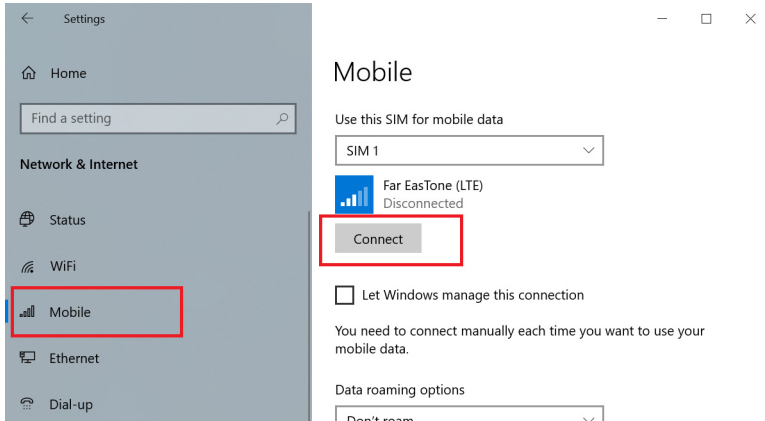 Settings
Home
Find a setting
Network & Internet
Status
WiFi
Mobile
Ethernet
Dial-up
Mobile
Use this SIM for mobile data
SIM 1
Far EasTone (LTE)
Disconnected
Connect
Let Windows manage this connection
You need to connect manually each time you want to use your
mobile data.
Data roaming options
Don't roam